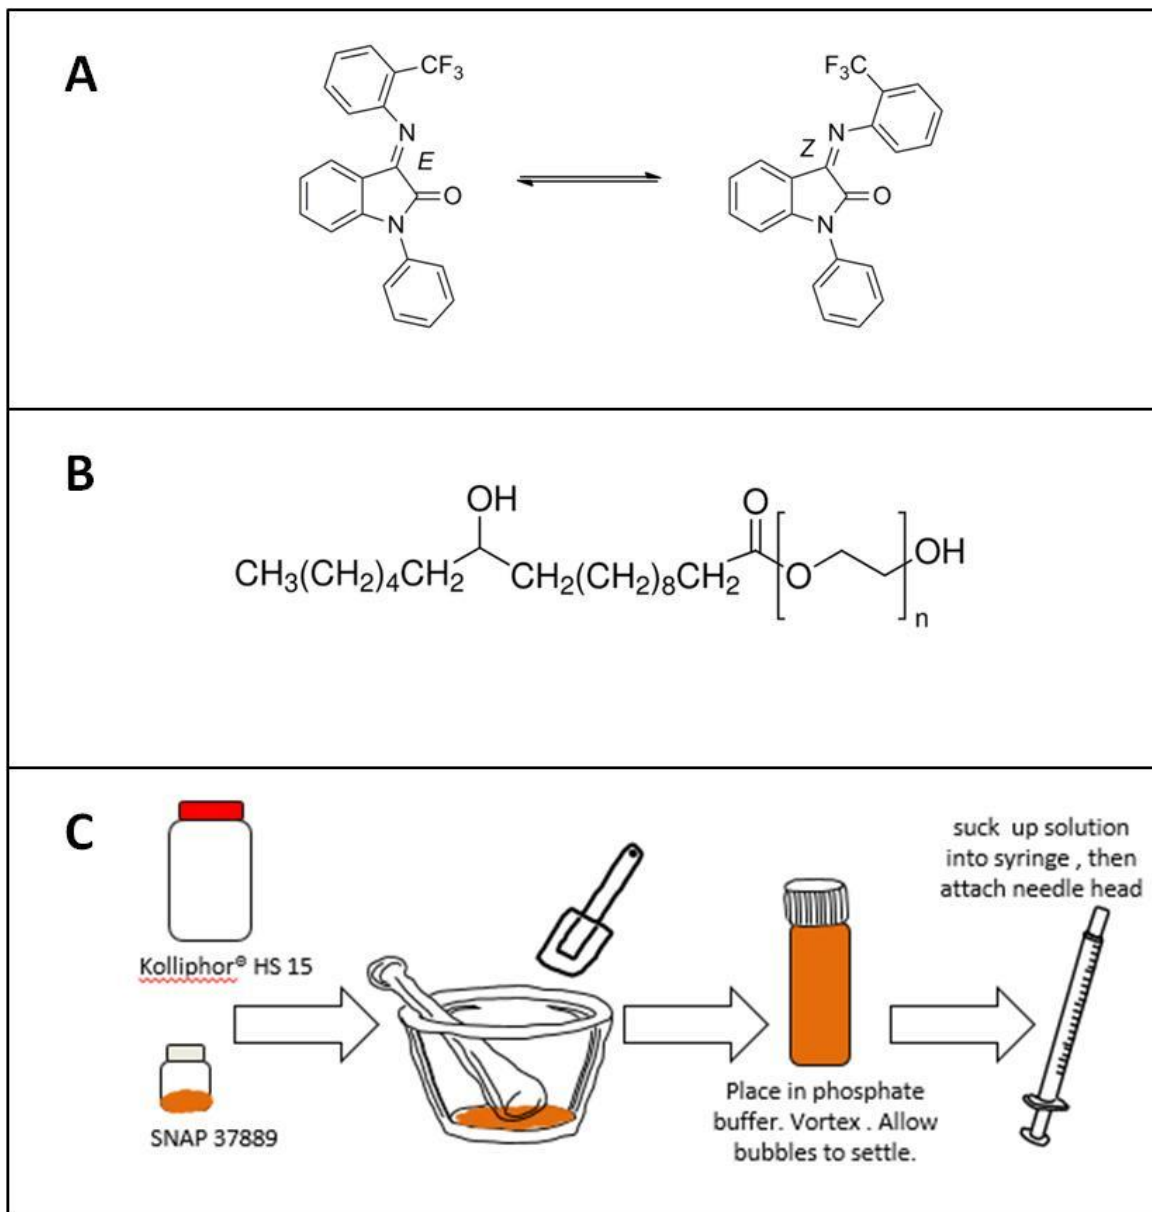 A
CF3
N
E
O
N
F3C
N
Z
O
N
B
OH
O
CH3(CH2)4CH2
CH2(CH2)8CH2
O
OH
n
C
suck up solution
into syringe , then
attach needle head
Kolliphor® HS 15
SNAP 37889
Place in phosphate
buffer. Vortex . Allow
bubbles to settle.